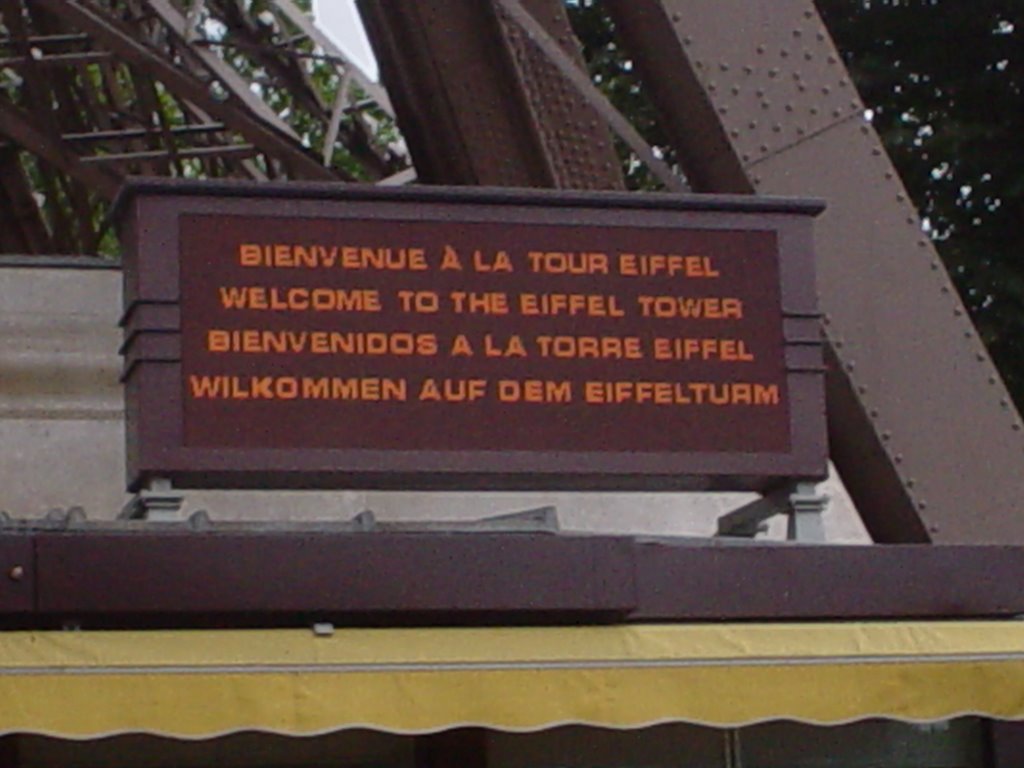 BIENVENUE À LA TOUR EIFFEL
WELCOME TO THE EIFFEL TOWER
BIENVENIDOS A LA TORRE EIFFEL
WILKOMMEN AUF DEM EIFFELTURM